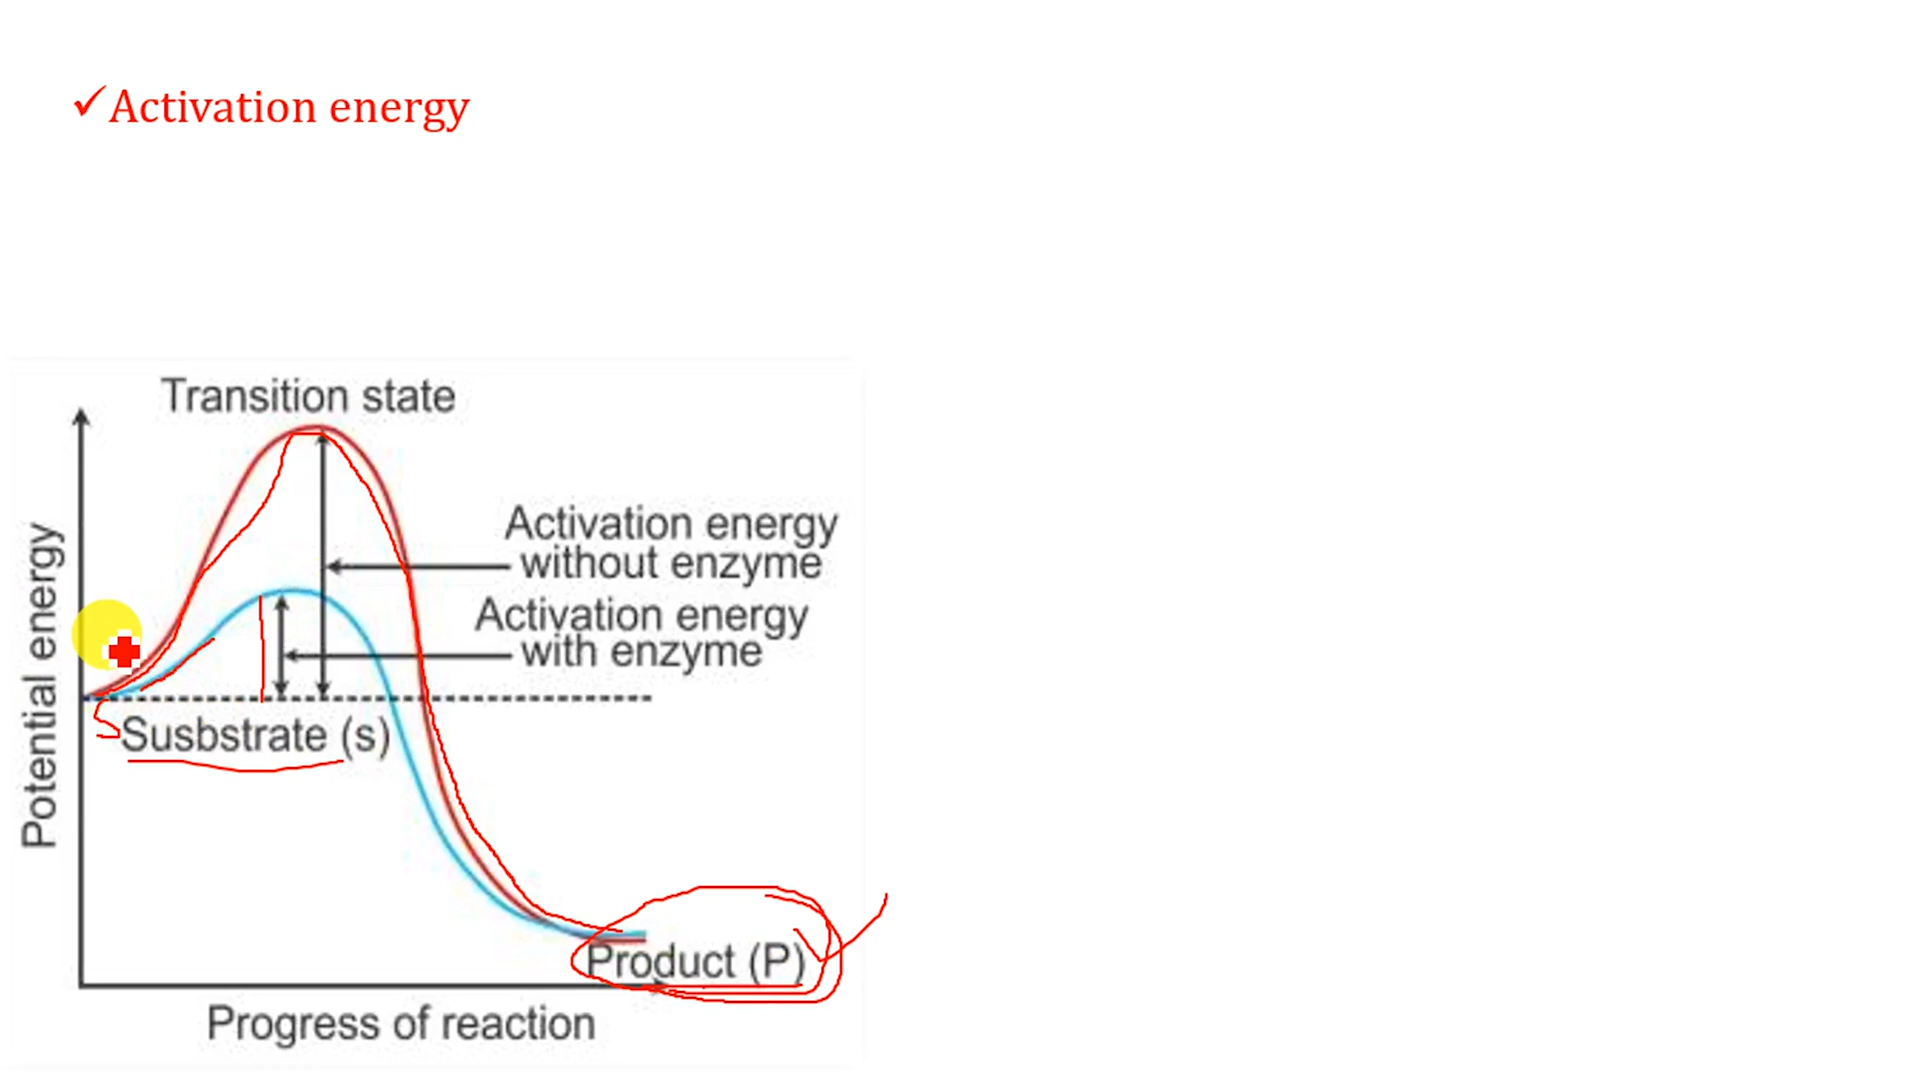 ✓Activation energy
Transition state
Activation energy
without enzyme
Activation energy
with enzyme
Susbstrate (s)
Potential energy
Product (P)
Progress of reaction